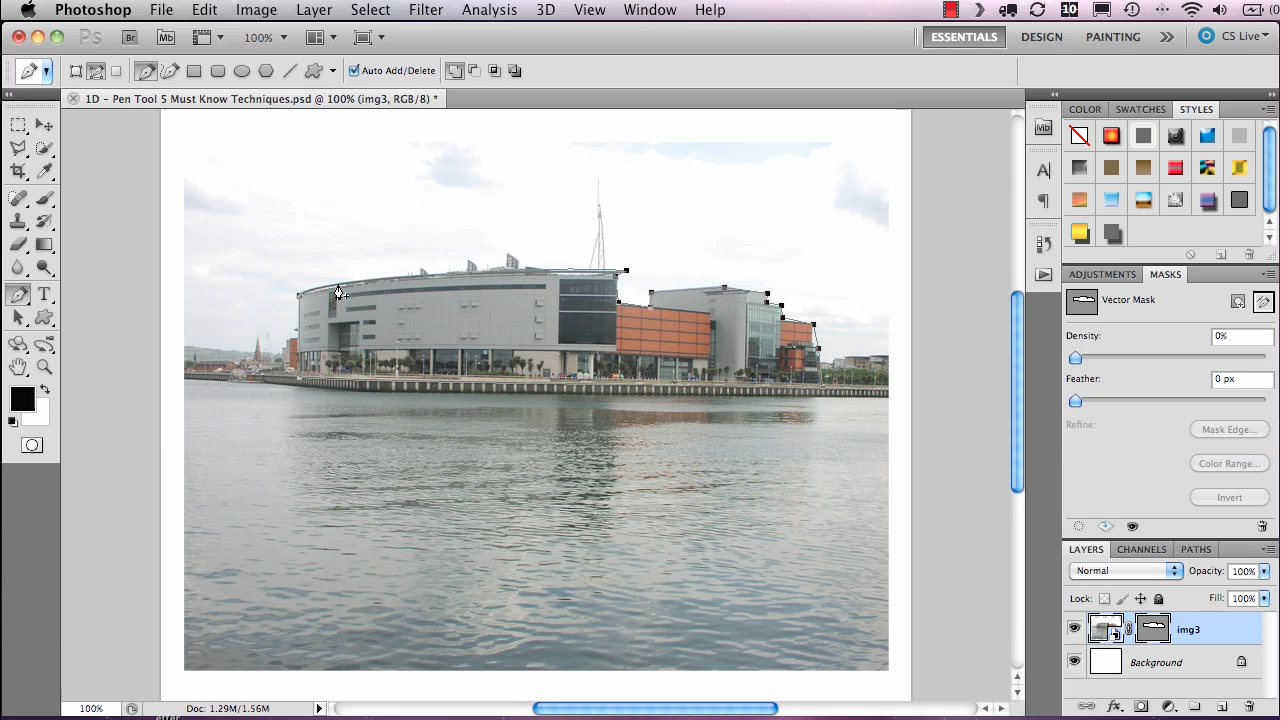 Photoshop File Edit Image Layer Select Filter Analysis 3D View Window Help 10
Ps Br Mb 100% ESSENTIALS DESIGN PAINTING CS Live
Auto Add/Delete
1D - Pen Tool 5 Must Know Techniques.psd @ 100% (img3, RGB/8) *
COLOR SWATCHES STYLES
Mb
A
T
ADJUSTMENTS MASKS
Vector Mask
Density: 0%
Feather: 0 px
Refine: Mask Edge...
Color Range...
Invert
LAYERS CHANNELS PATHS
Normal Opacity: 100%
Lock: Fill: 100%
img3
Background
100% Doc: 1.29M/1.56M